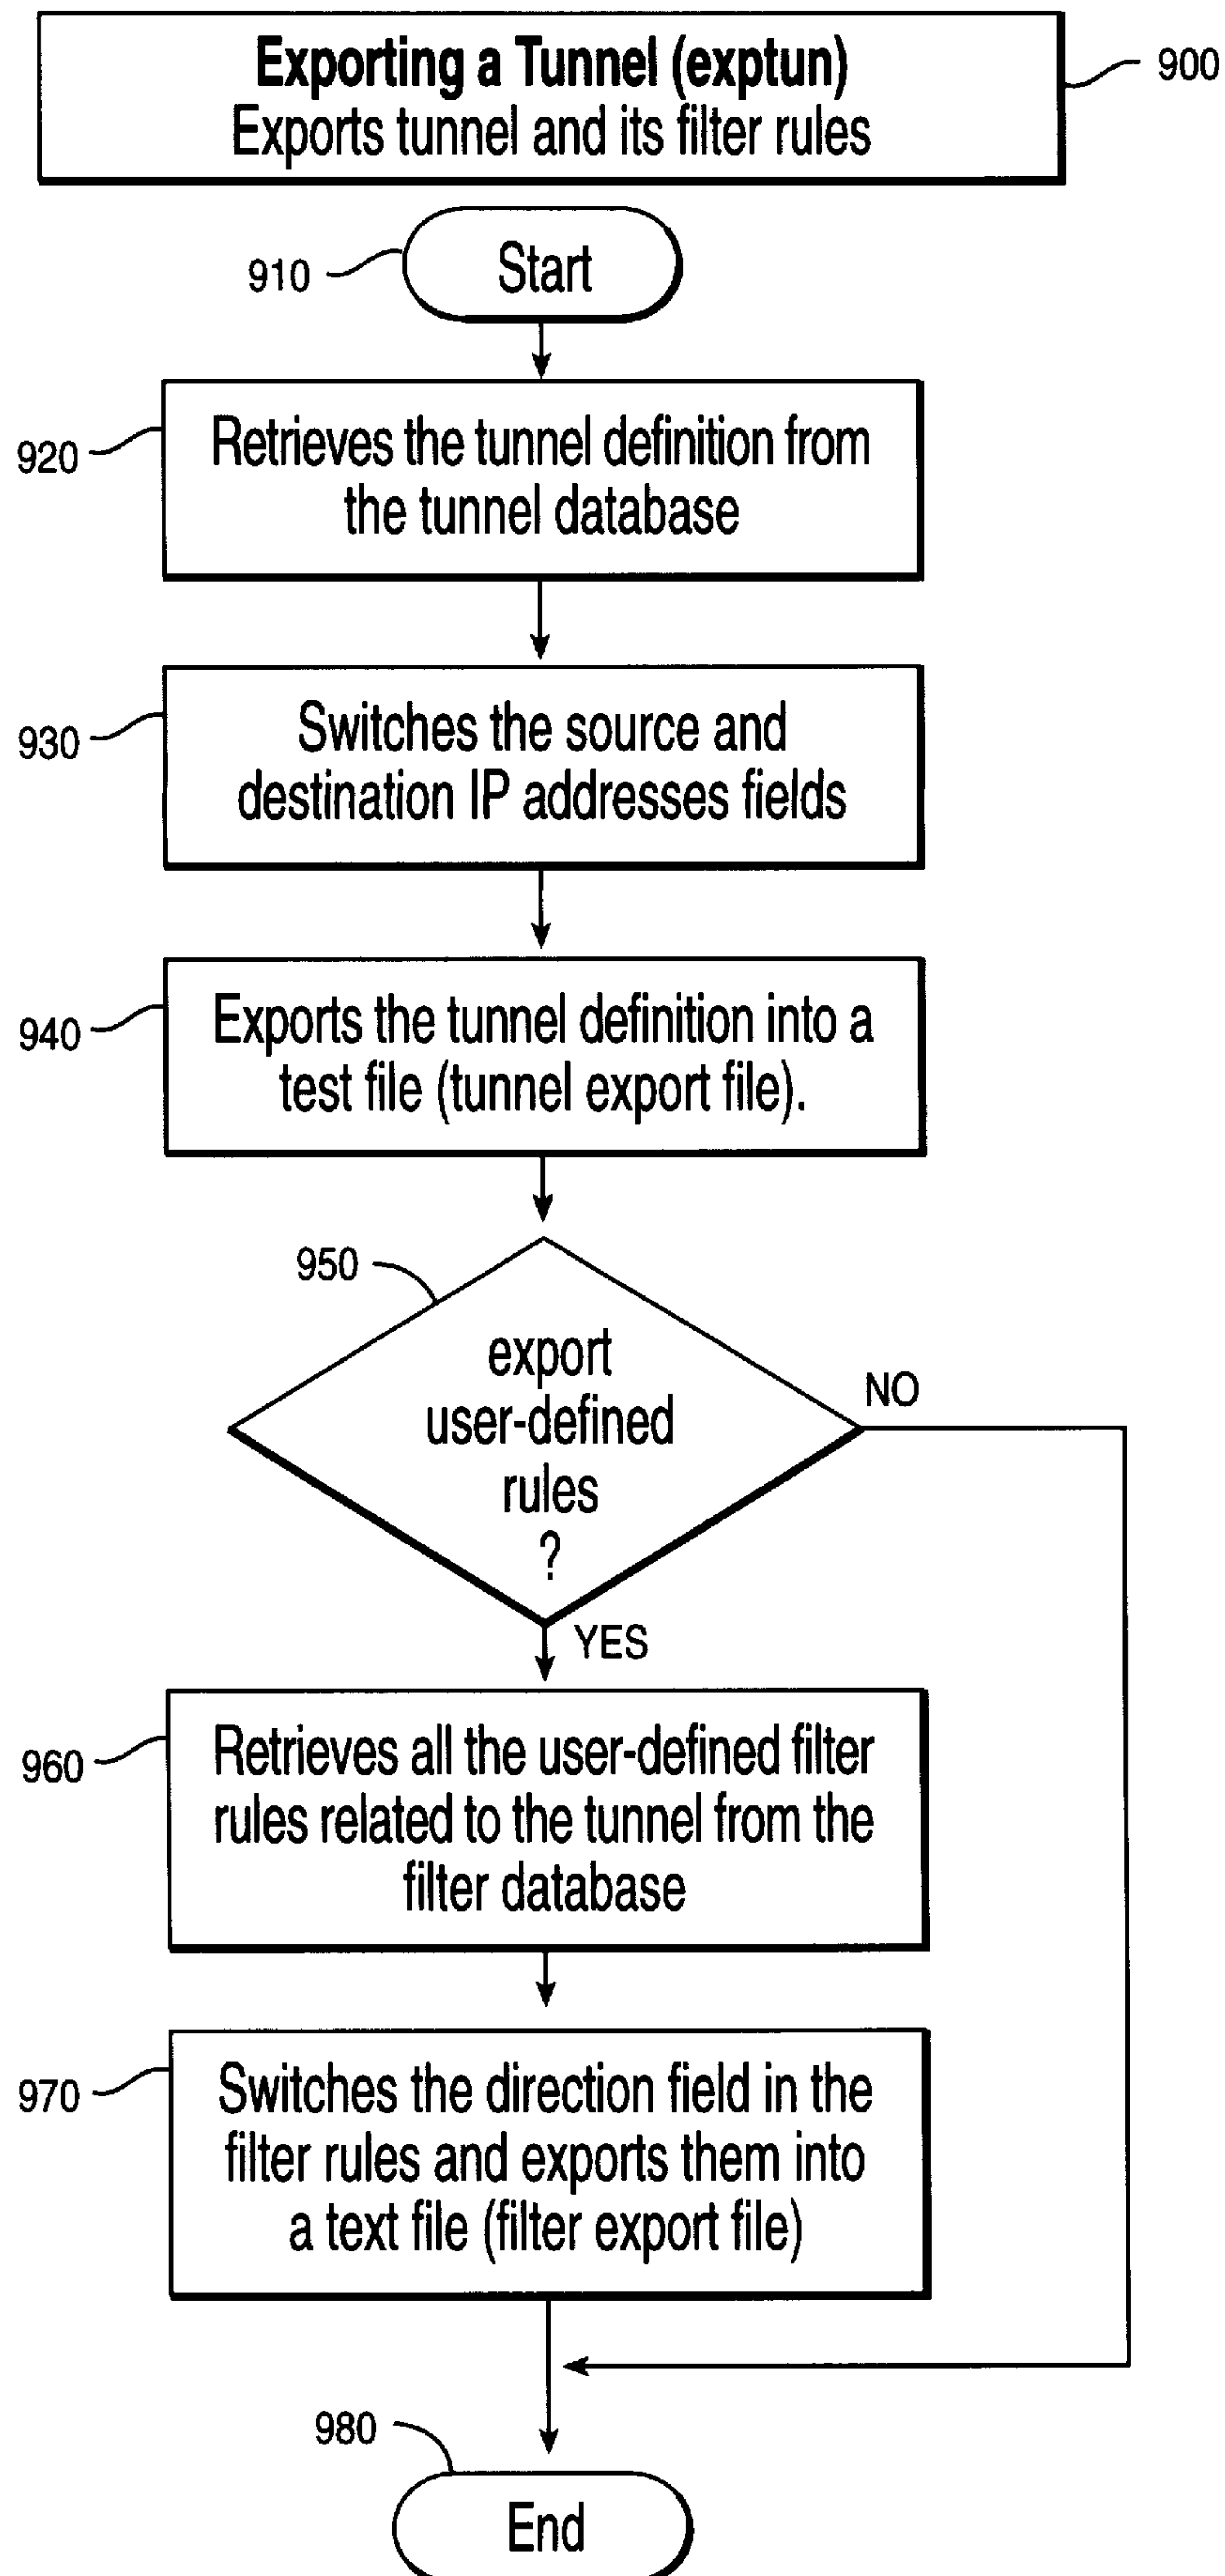 Exporting a Tunnel (exptun)
Exports tunnel and its filter rules
900
910
Start
920
Retrieves the tunnel definition from
the tunnel database
930
Switches the source and
destination IP addresses fields
940
Exports the tunnel definition into a
test file (tunnel export file).
950
export
user-defined
rules
?
NO
YES
960
Retrieves all the user-defined filter
rules related to the tunnel from the
filter database
970
Switches the direction field in the
filter rules and exports them into
a text file (filter export file)
980
End